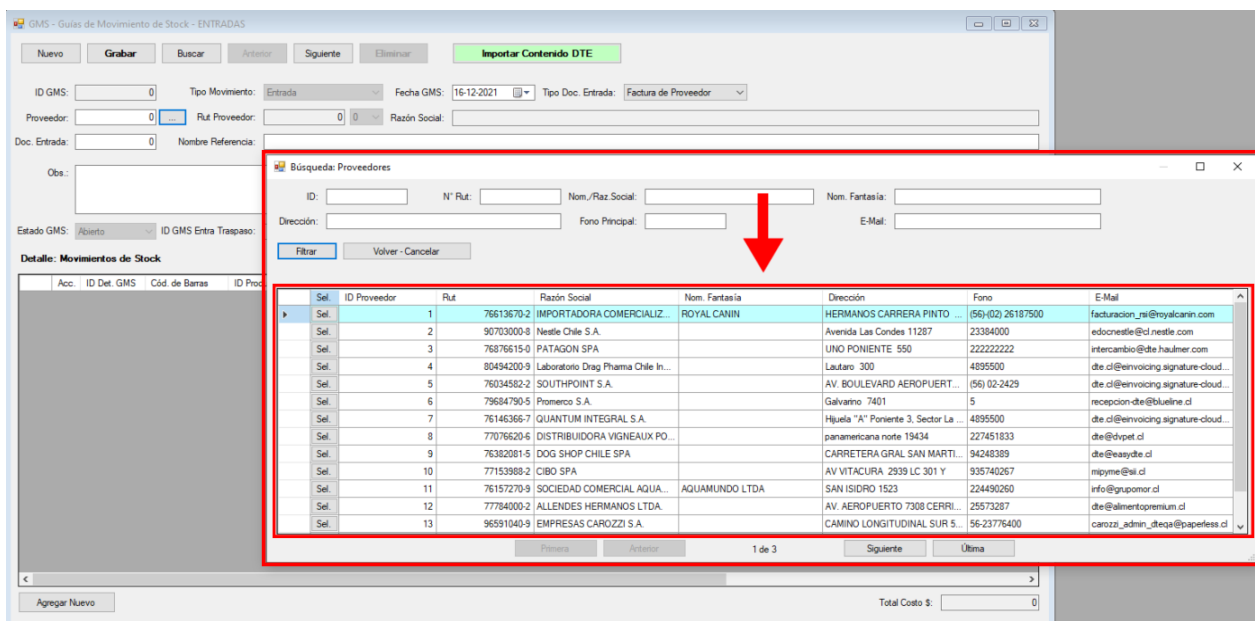 GMS - Guías de Movimiento de Stock - ENTRADAS
Nuevo Grabar Buscar Anterior Siguiente Eliminar Importar Contenido DTE
ID GMS: 0 Tipo Movimiento: Entrada Fecha GMS: 16-12-2021 Tipo Doc. Entrada: Factura de Proveedor
Proveedor: 0 ... Rut Proveedor: 0 0 Razón Social:
Doc. Entrada: 0 Nombre Referencia:
Obs.:
Estado GMS: Abierto ID GMS Entra Traspaso:
Detalle: Movimientos de Stock
Acc. ID Det. GMS Cód. de Barras ID Proc
Búsqueda: Proveedores
ID: N° Rut: Nom./Raz.Social: Nom. Fantasía:
Dirección: Fono Principal: E-Mail:
Filtrar Volver - Cancelar
Sel. ID Proveedor Rut Razón Social Nom. Fantasía Dirección Fono E-Mail
Sel. 1 76613670-2 IMPORTADORA COMERCIALIZ... ROYAL CANIN HERMANOS CARRERA PINTO ... (56)-(02) 26187500 facturacion_rsi@royalcanin.com
Sel. 2 90703000-8 Nestle Chile S.A. Avenida Las Condes 11287 23384000 edocnestle@cl.nestle.com
Sel. 3 76876615-0 PATAGON SPA UNO PONIENTE 550 222222222 intercambio@dte.haulmer.com
Sel. 4 80494200-9 Laboratorio Drag Pharma Chile In... Lautaro 300 4895500 dte.cl@einvoicing.signature-cloud...
Sel. 5 76034582-2 SOUTHPOINT S.A. AV. BOULEVARD AEROPUERT... (56) 02-2429 dte.cl@einvoicing.signature-cloud...
Sel. 6 79684790-5 Promerco S.A. Galvarino 7401 5 recepcion-dte@blueline.cl
Sel. 7 76146366-7 QUANTUM INTEGRAL S.A. Hijuela "A" Poniente 3, Sector La ... 4895500 dte.cl@einvoicing.signature-cloud...
Sel. 8 77076620-6 DISTRIBUIDORA VIGNEAUX PO... panamericana norte 19434 227451833 dte@dvpet.cl
Sel. 9 76382081-5 DOG SHOP CHILE SPA CARRETERA GRAL SAN MARTI... 94248389 dte@easydte.cl
Sel. 10 77153988-2 CIBO SPA AV VITACURA 2939 LC 301 Y 935740267 mipyme@sii.cl
Sel. 11 76157270-9 SOCIEDAD COMERCIAL AQUA... AQUAMUNDO LTDA SAN ISIDRO 1523 224490260 info@grupomor.cl
Sel. 12 77784000-2 ALLENDES HERMANOS LTDA. AV. AEROPUERTO 7308 CERRI... 25573287 dte@alimentopremium.cl
Sel. 13 96591040-9 EMPRESAS CAROZZI S.A. CAMINO LONGITUDINAL SUR 5... 56-23776400 carozzi_admin_dteqa@paperless.cl
Primera Anterior 1 de 3 Siguiente Última
Agregar Nuevo Total Costo $: 0